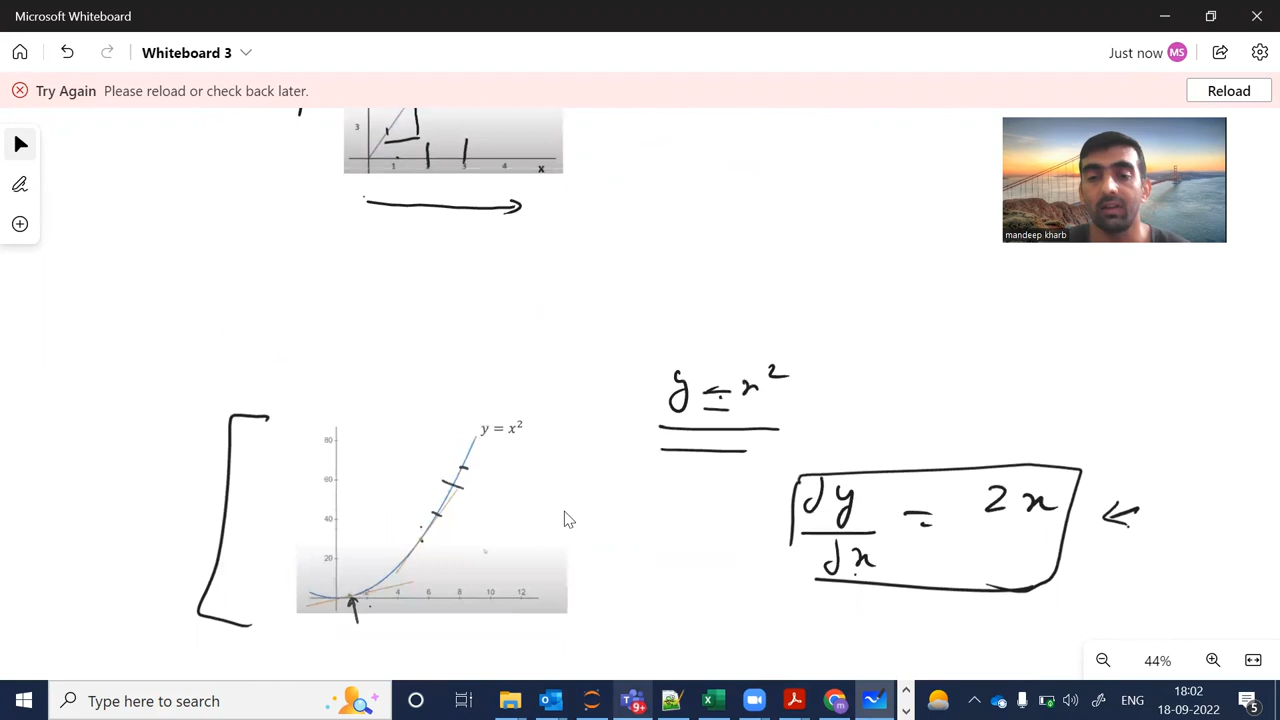 Microsoft Whiteboard
Whiteboard 3
Just now MS
Try Again Please reload or check back later.
Reload
3
1
4
x
mandeep kharb
y = x²
y = x²
80
60
40
20
2 4 6 8 10 12
dy/dx = 2x
44%
Type here to search
9+
ENG
18:02
18-09-2022
5